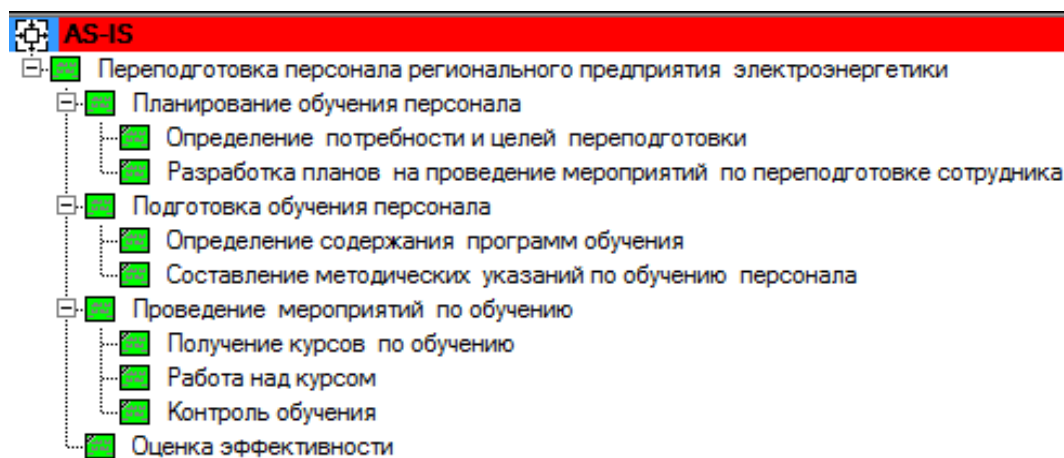 AS-IS
Переподготовка персонала регионального предприятия электроэнергетики
Планирование обучения персонала
Определение потребности и целей переподготовки
Разработка планов на проведение мероприятий по переподготовке сотрудника
Подготовка обучения персонала
Определение содержания программ обучения
Составление методических указаний по обучению персонала
Проведение мероприятий по обучению
Получение курсов по обучению
Работа над курсом
Контроль обучения
Оценка эффективности